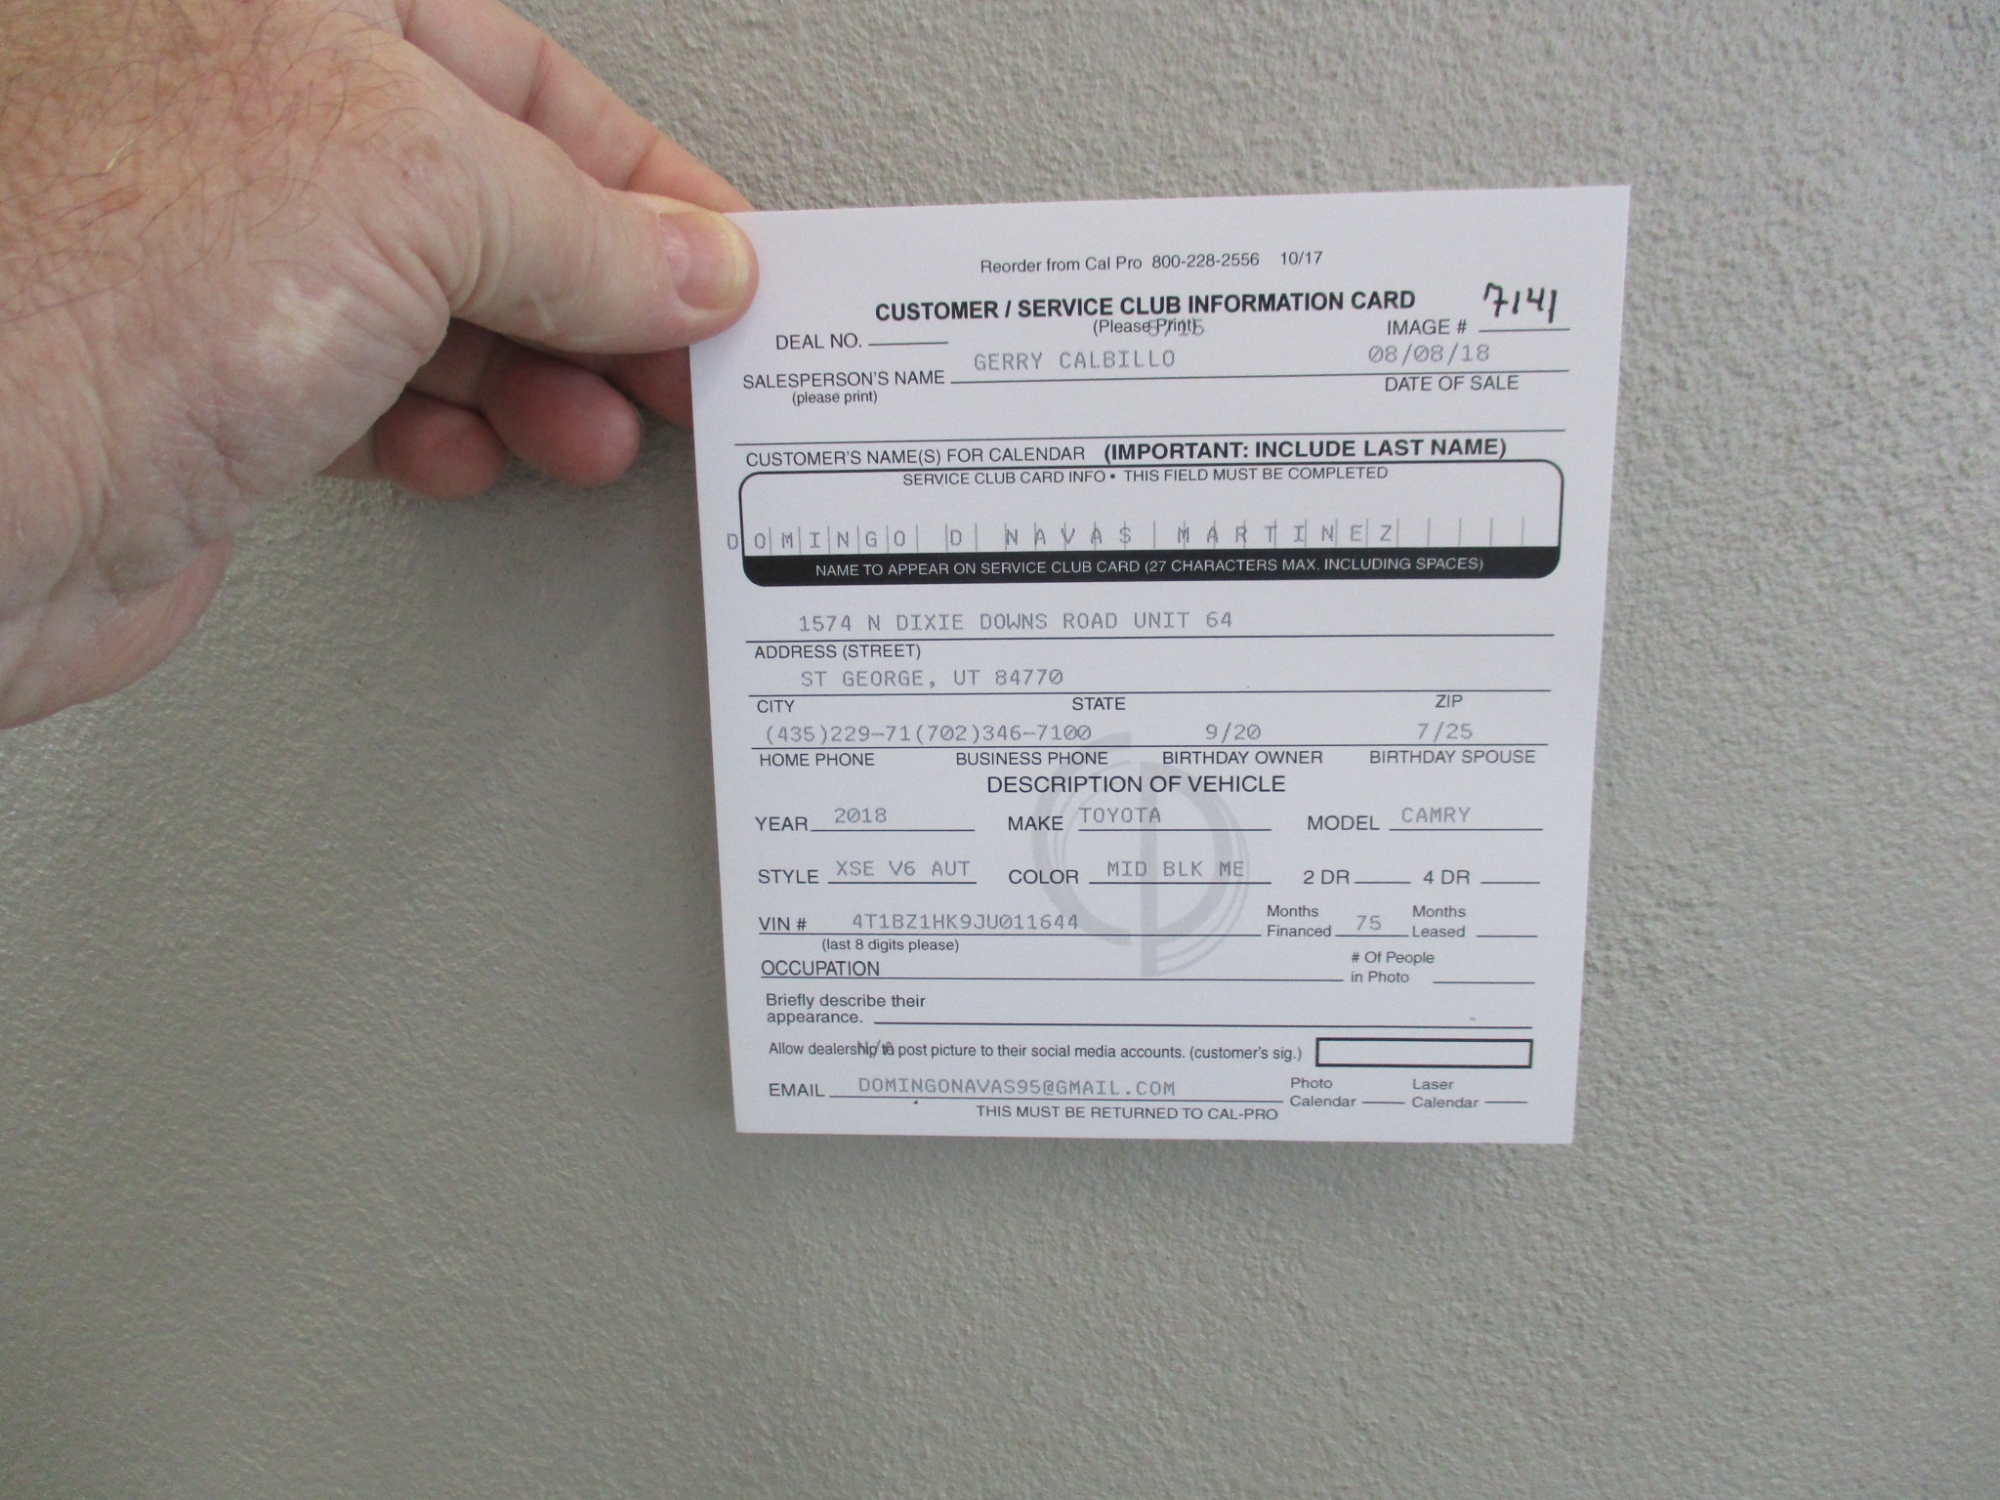 Reorder from Cal Pro 800-228-2556 10/17
CUSTOMER / SERVICE CLUB INFORMATION CARD 7141
(Please Print)
DEAL NO. IMAGE #
GERRY CALBILLO 08/08/18
SALESPERSON'S NAME DATE OF SALE
(please print)
CUSTOMER'S NAME(S) FOR CALENDAR (IMPORTANT: INCLUDE LAST NAME)
SERVICE CLUB CARD INFO • THIS FIELD MUST BE COMPLETED
DOMINGO D NAVAS MARTINEZ
NAME TO APPEAR ON SERVICE CLUB CARD (27 CHARACTERS MAX. INCLUDING SPACES)
1574 N DIXIE DOWNS ROAD UNIT 64
ADDRESS (STREET)
ST GEORGE, UT 84770
CITY STATE ZIP
(435)229-71(702)346-7100 9/20 7/25
HOME PHONE BUSINESS PHONE BIRTHDAY OWNER BIRTHDAY SPOUSE
DESCRIPTION OF VEHICLE
YEAR 2018 MAKE TOYOTA MODEL CAMRY
STYLE XSE V6 AUT COLOR MID BLK ME 2 DR 4 DR
VIN # 4T1BZ1HK9JU011644 Months Financed 75 Months Leased
(last 8 digits please)
OCCUPATION # Of People in Photo
Briefly describe their
appearance.
Allow dealership to post picture to their social media accounts. (customer's sig.)
EMAIL DOMINGONAVAS95@GMAIL.COM Photo Calendar Laser Calendar
THIS MUST BE RETURNED TO CAL-PRO